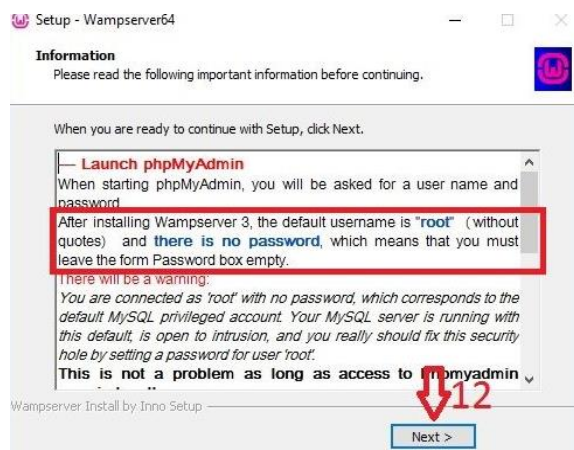 Setup - Wampserver64
Information
Please read the following important information before continuing.
When you are ready to continue with Setup, click Next.
— Launch phpMyAdmin
When starting phpMyAdmin, you will be asked for a user name and
password.
After installing Wampserver 3, the default username is "root" (without
quotes) and there is no password, which means that you must
leave the form Password box empty.
There will be a warning:
You are connected as 'root' with no password, which corresponds to the
default MySQL privileged account. Your MySQL server is running with
this default, is open to intrusion, and you really should fix this security
hole by setting a password for user 'root'.
This is not a problem as long as access to
12
Wampserver Install by Inno Setup
Next >